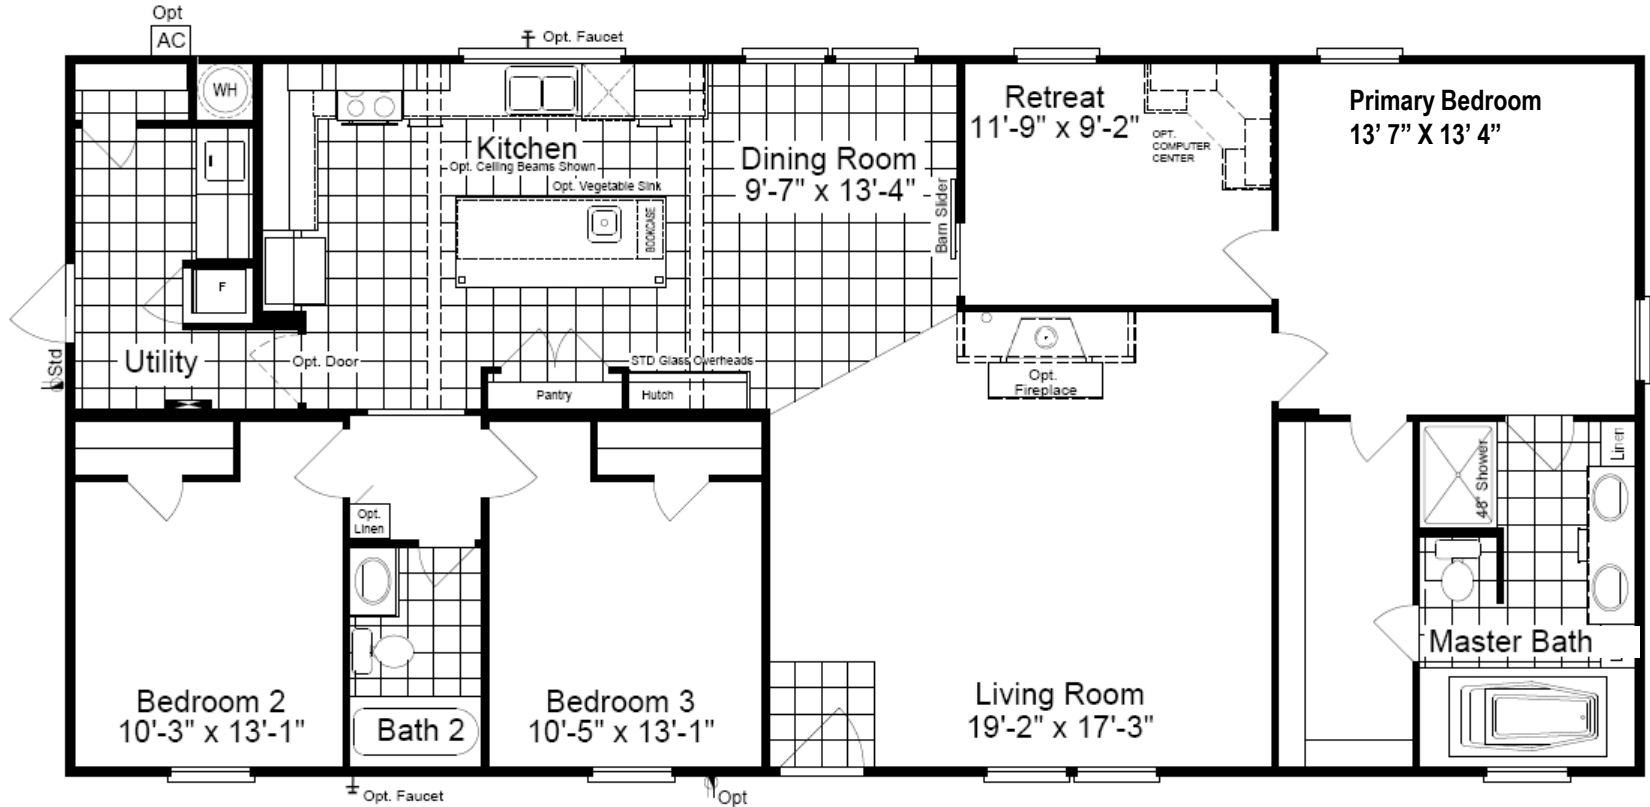 Opt
AC
Opt. Faucet
WH
Kitchen
Opt. Ceiling Beams Shown
Opt. Vegetable Sink
BOOKCASE
Dining Room
9'-7" x 13'-4"
Barn Slider
Retreat
11'-9" x 9'-2"
OPT.
COMPUTER
CENTER
Primary Bedroom
13’ 7” X 13’ 4”
F
Std
Utility
Opt. Door
Pantry
STD Glass Overheads
Hutch
Opt.
Fireplace
Opt.
Linen
48" Shower
Linen
Master Bath
Bedroom 2
10'-3" x 13'-1"
Bath 2
Bedroom 3
10'-5" x 13'-1"
Living Room
19'-2" x 17'-3"
Opt. Faucet
Opt